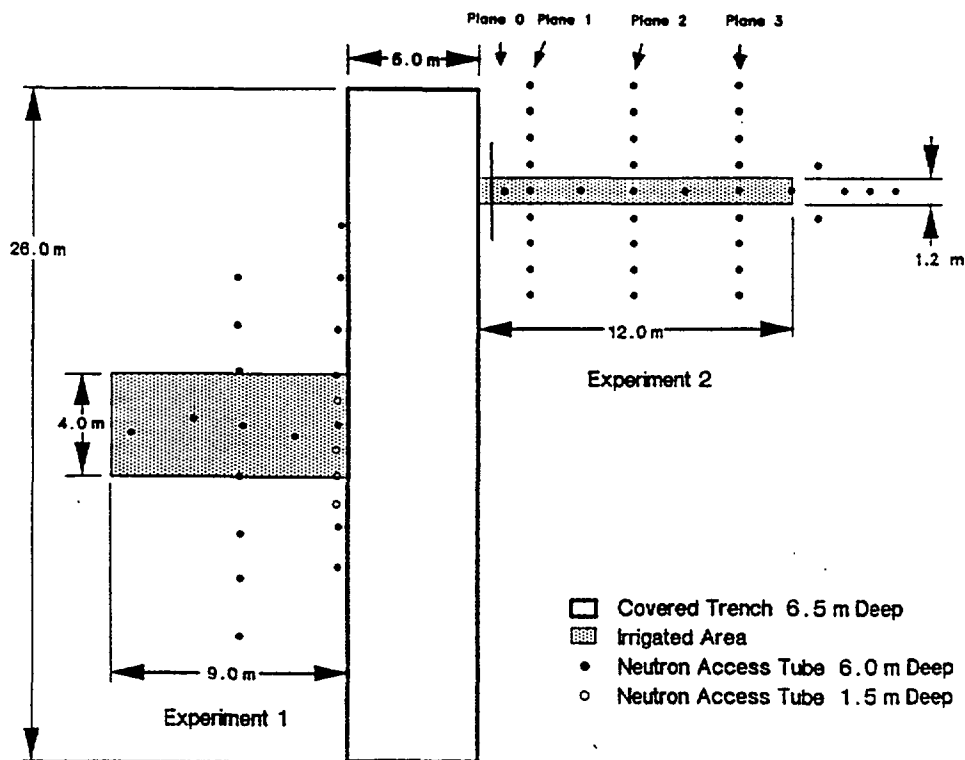 Plane 0 Plane 1 Plane 2 Plane 3
6.0 m
26.0 m
1.2 m
12.0 m
Experiment 2
4.0 m
9.0 m
Experiment 1
Covered Trench 6.5 m Deep
Irrigated Area
Neutron Access Tube 6.0 m Deep
Neutron Access Tube 1.5 m Deep